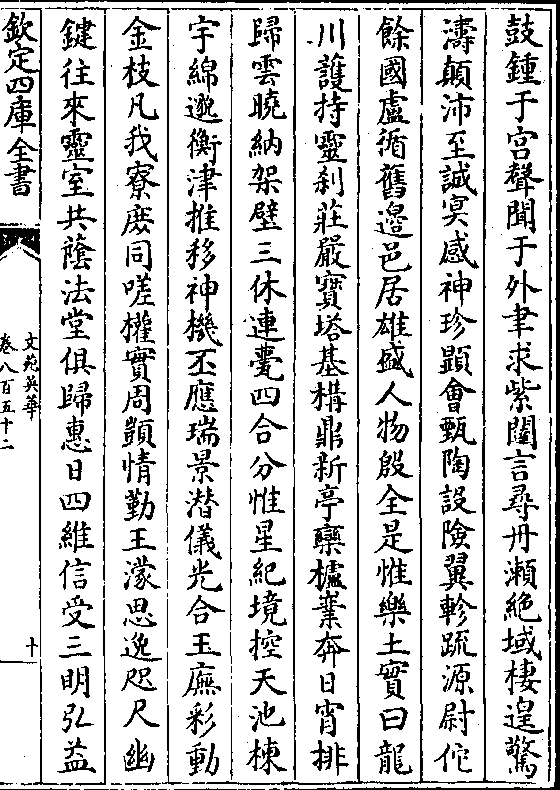 鼓鍾于宮聲聞于外聿求紫闥言尋丹瀨絶域棲遑驚
濤顛沛至誠冥感神珍顯會甄陶設險翼軫疏源尉佗
餘國盧循舊邉邑居雄盛人物殷全是惟樂土實曰龍
川護持靈刹莊嚴寶塔基構鼎新亭欒櫨窠奔日宵排
歸雲曉納架壁三休連甍四合分惟星紀境控天池棟
宇綿邈衡津推移神機丕應瑞景潛儀光合玉廡彩動
金枝凡我寮庶同嗟權實周顗情勤王濛思逸咫尺幽
鍵往來靈室共蔭法堂俱歸惠日四維信受三明弘益
欽定四庫全書
文苑英華
卷八百五十二
十